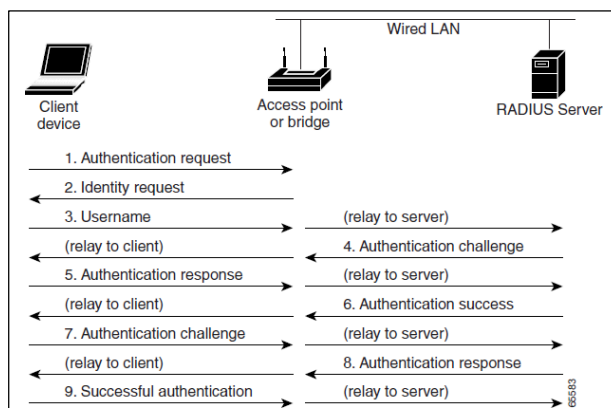 Wired LAN
Client
device
Access point
or bridge
RADIUS Server
1. Authentication request
2. Identity request
3. Username
(relay to server)
(relay to client)
4. Authentication challenge
5. Authentication response
(relay to server)
(relay to client)
6. Authentication success
7. Authentication challenge
(relay to server)
(relay to client)
8. Authentication response
9. Successful authentication
(relay to server)
65583